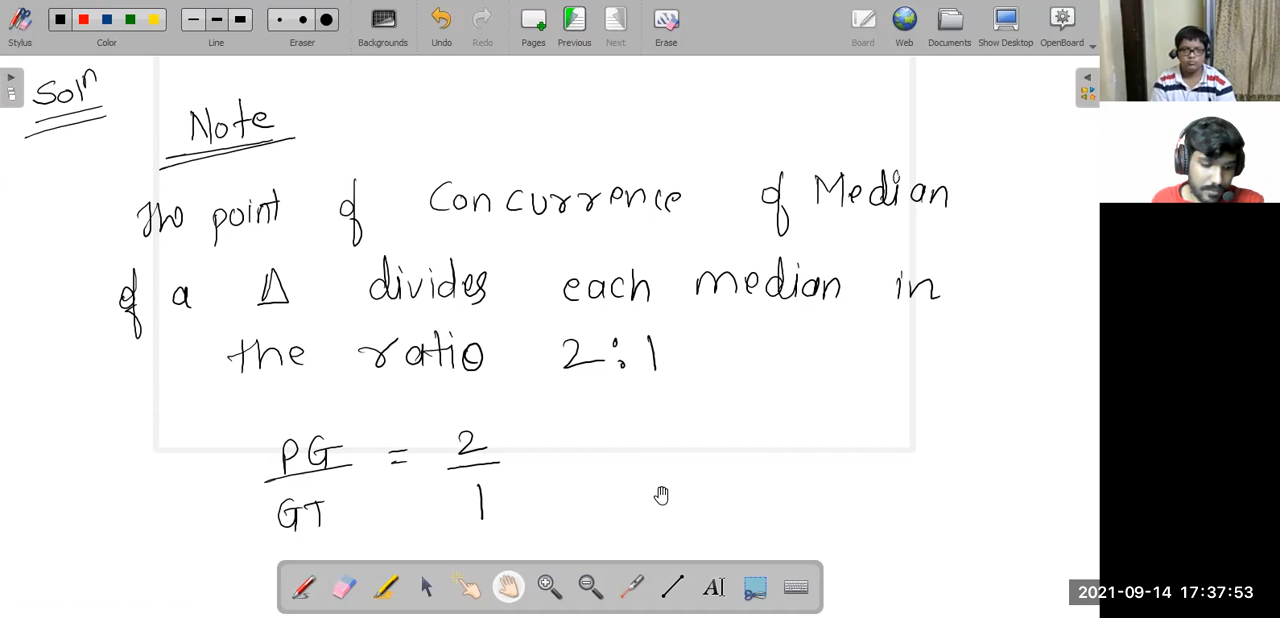 Stylus
Color
Line
Eraser
Backgrounds
Undo
Redo
Pages
Previous
Next
Erase
Board
Web
Documents
Show Desktop
OpenBoard
Soln
Note
The point of Concurrence of Median
of a Δ divides each median in
the ratio 2:1
PG/GT = 2/1
2021-09-14 17:37:53